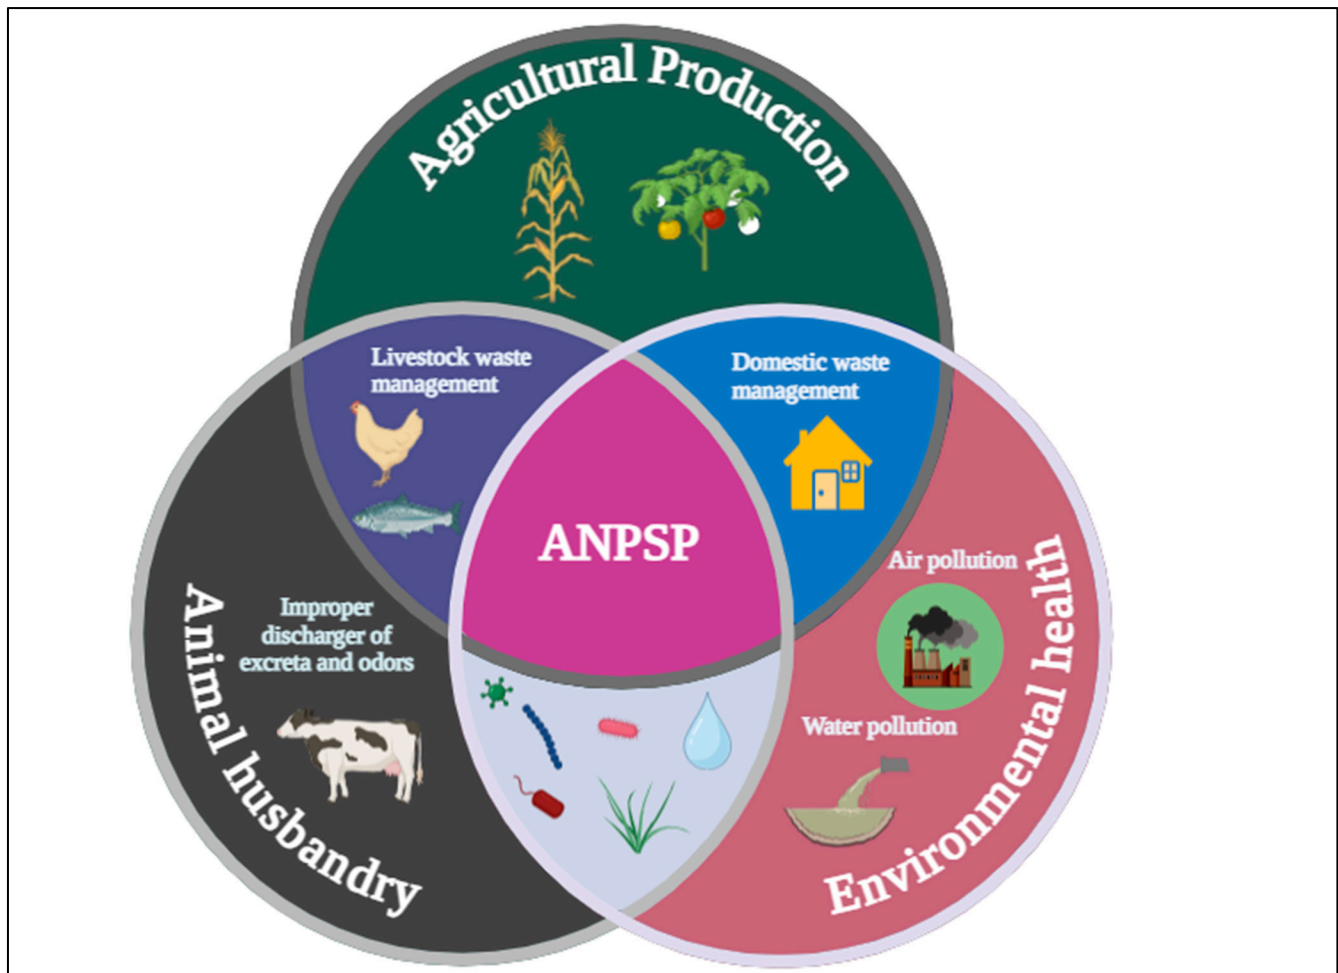 Agricultural Production
Livestock waste
management
Domestic waste
management
ANPSP
Air pollution
Improper
discharger of
excreta and odors
Water pollution
Animal husbandry
Environmental health